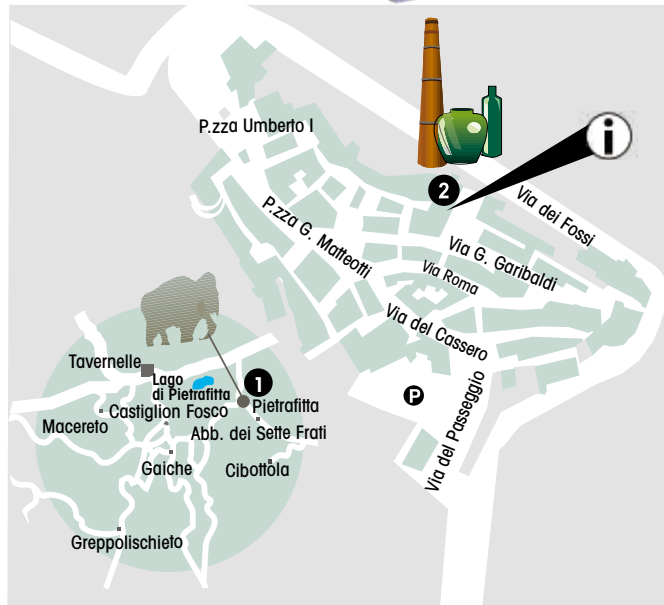 P.zza Umberto I
i
2
Via dei Fossi
P.zza G. Matteotti
Via G. Garibaldi
Via Roma
Via del Cassero
P
Via del Passeggio
Tavernelle
1
Lago
di Pietrafitta
Castiglion Fosco
Pietrafitta
Macereto
Abb. dei Sette Frati
Gaiche
Cibottola
Greppolischieto